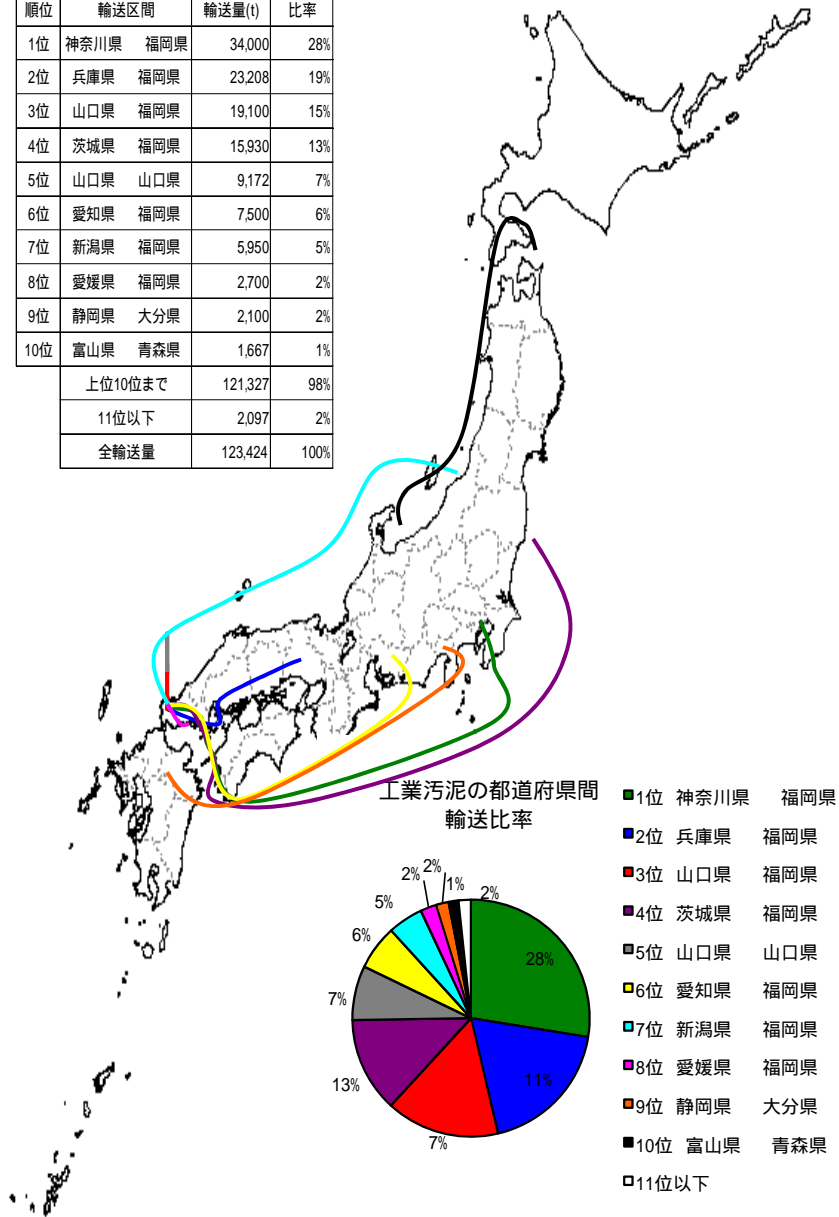 順位 輸送区間 輸送量(t) 比率
1位 神奈川県 福岡県 34,000 28%
2位 兵庫県 福岡県 23,208 19%
3位 山口県 福岡県 19,100 15%
4位 茨城県 福岡県 15,930 13%
5位 山口県 山口県 9,172 7%
6位 愛知県 福岡県 7,500 6%
7位 新潟県 福岡県 5,950 5%
8位 愛媛県 福岡県 2,700 2%
9位 静岡県 大分県 2,100 2%
10位 富山県 青森県 1,667 1%
上位10位まで 121,327 98%
11位以下 2,097 2%
全輸送量 123,424 100%
工業汚泥の都道府県間
輸送比率
28%
11%
7%
13%
7%
6%
5%
2%
2%
1%
2%
1位 神奈川県 福岡県
2位 兵庫県 福岡県
3位 山口県 福岡県
4位 茨城県 福岡県
5位 山口県 山口県
6位 愛知県 福岡県
7位 新潟県 福岡県
8位 愛媛県 福岡県
9位 静岡県 大分県
10位 富山県 青森県
11位以下